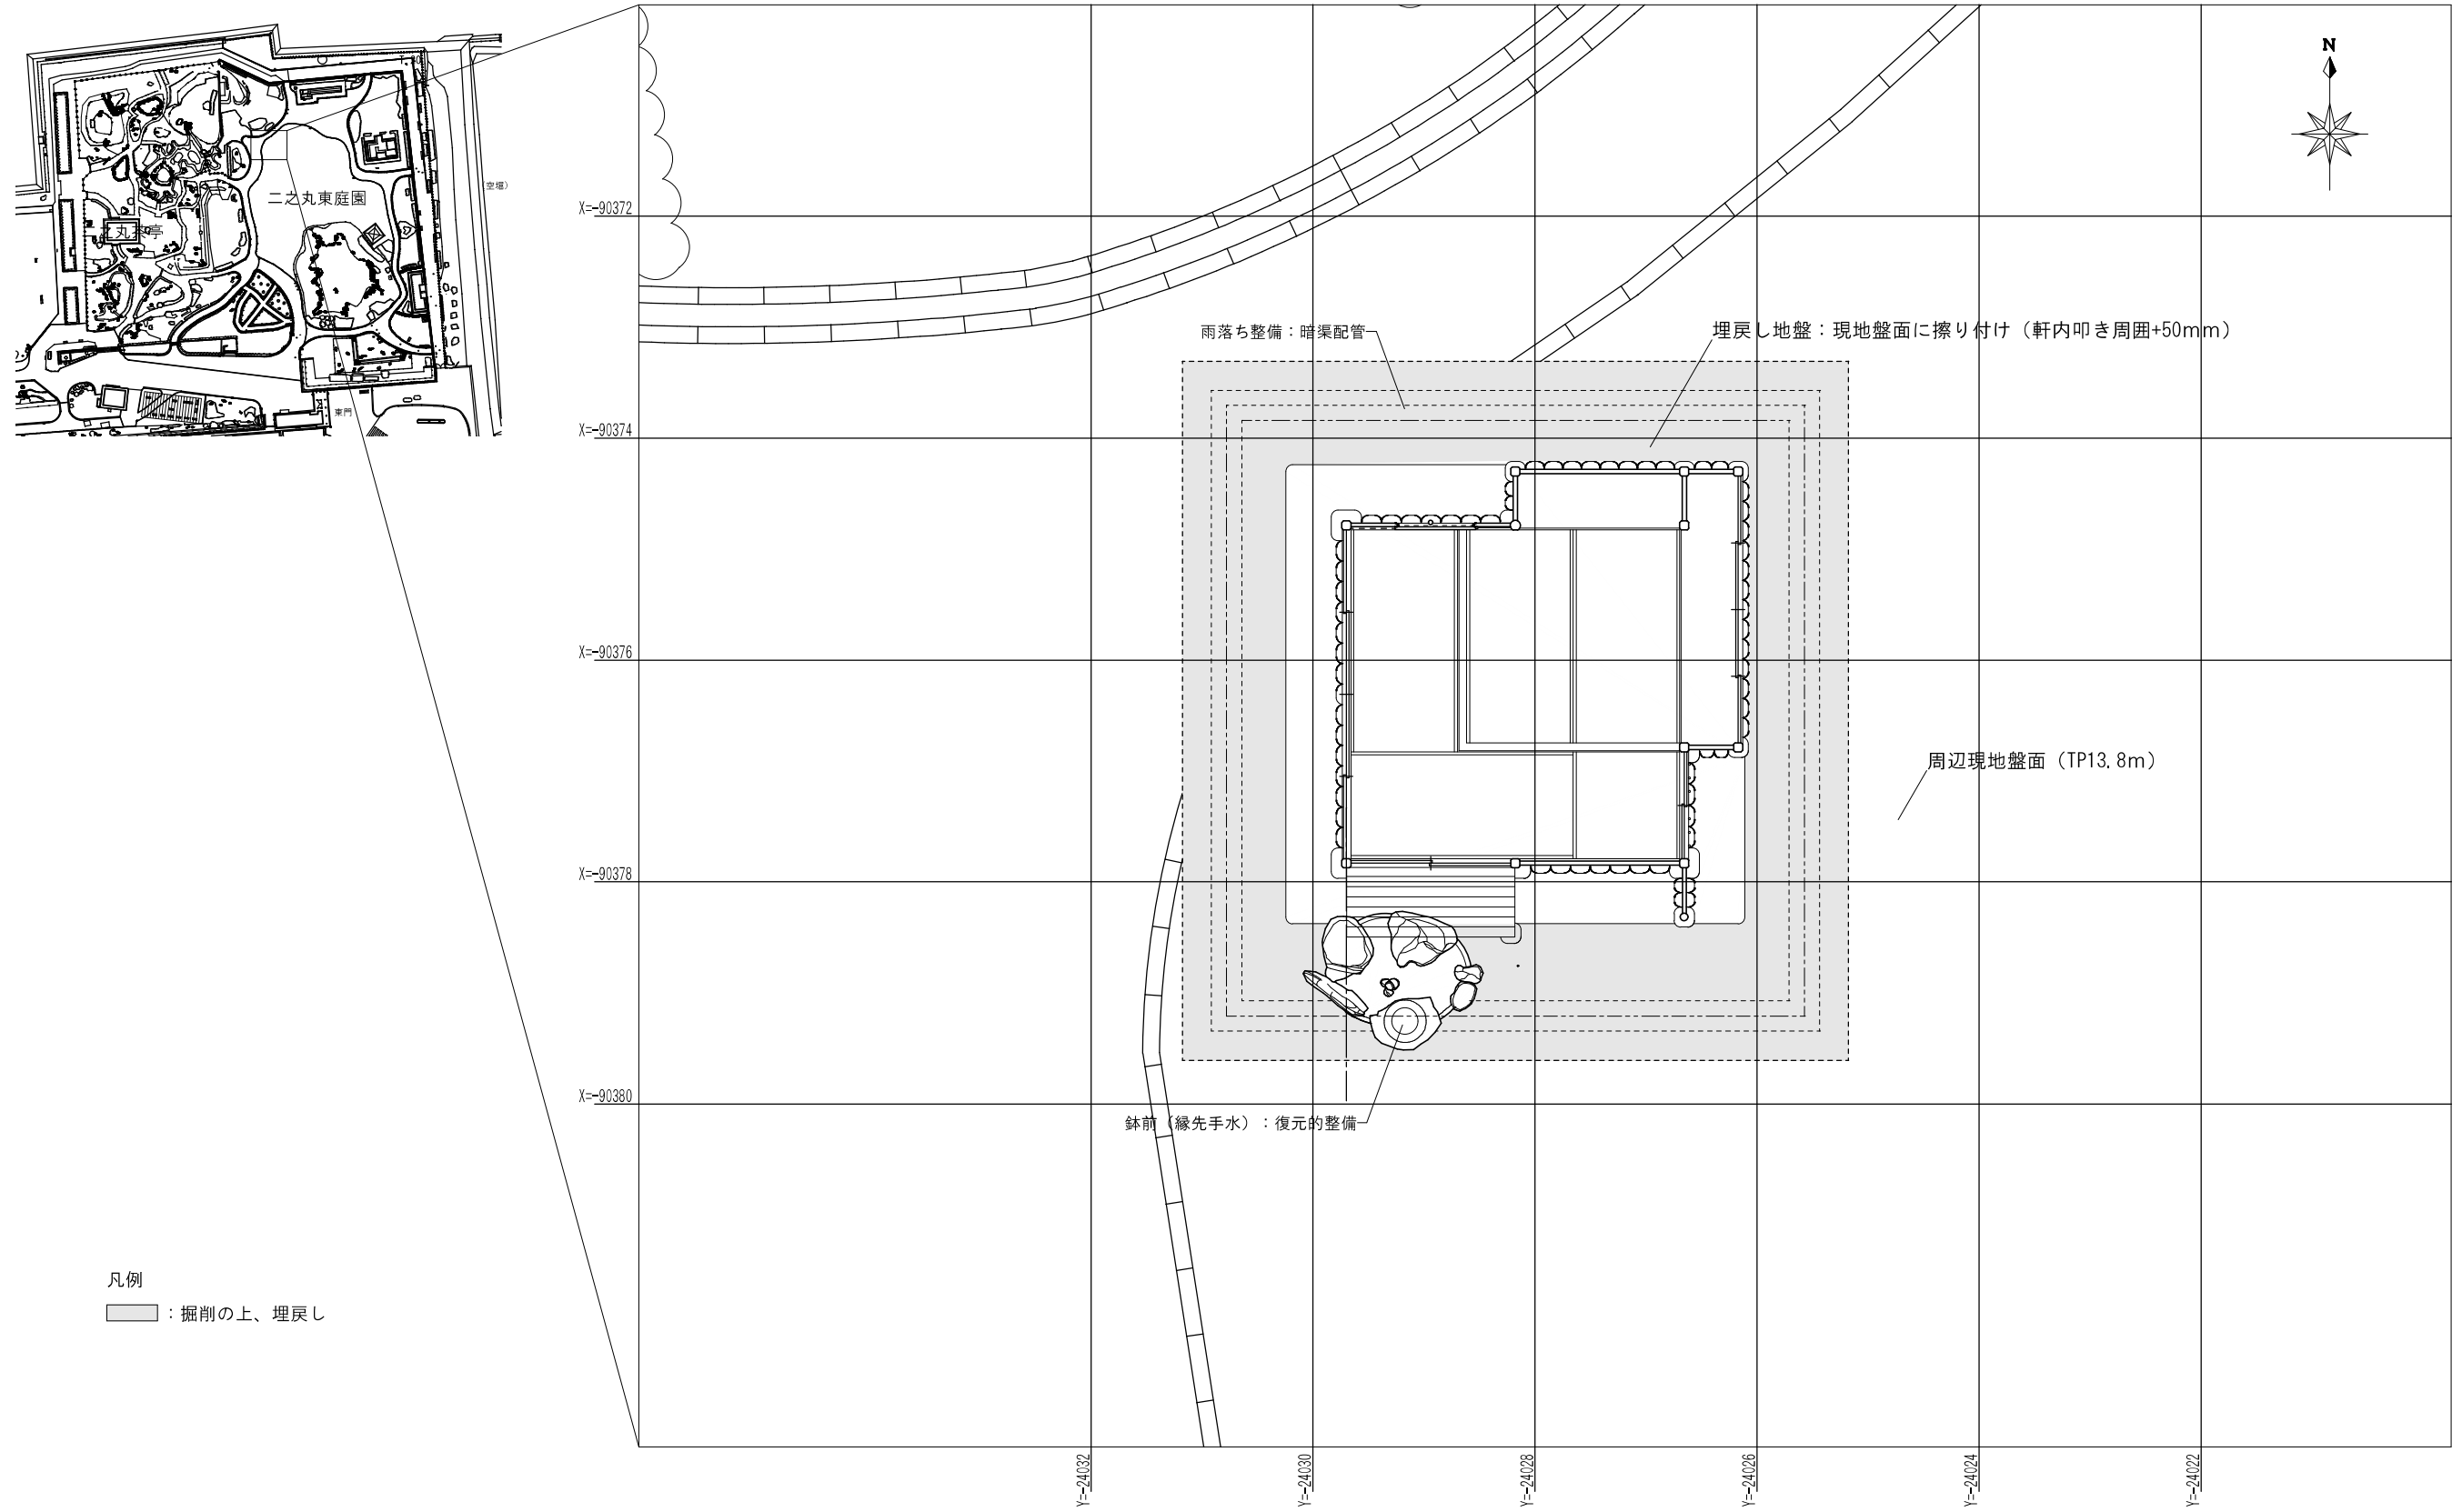 N
(空堀)
二之丸東庭園
之丸茶亭
東門
X=-90372
雨落ち整備：暗渠配管
埋戻し地盤：現地盤面に擦り付け（軒内叩き周囲+50mm）
X=-90374
X=-90376
周辺現地盤面（TP13.8m）
X=-90378
X=-90380
鉢前（縁先手水）：復元的整備
凡例
：掘削の上、埋戻し
Y=-24032
Y=-24030
Y=-24028
Y=-24026
Y=-24024
Y=-24022